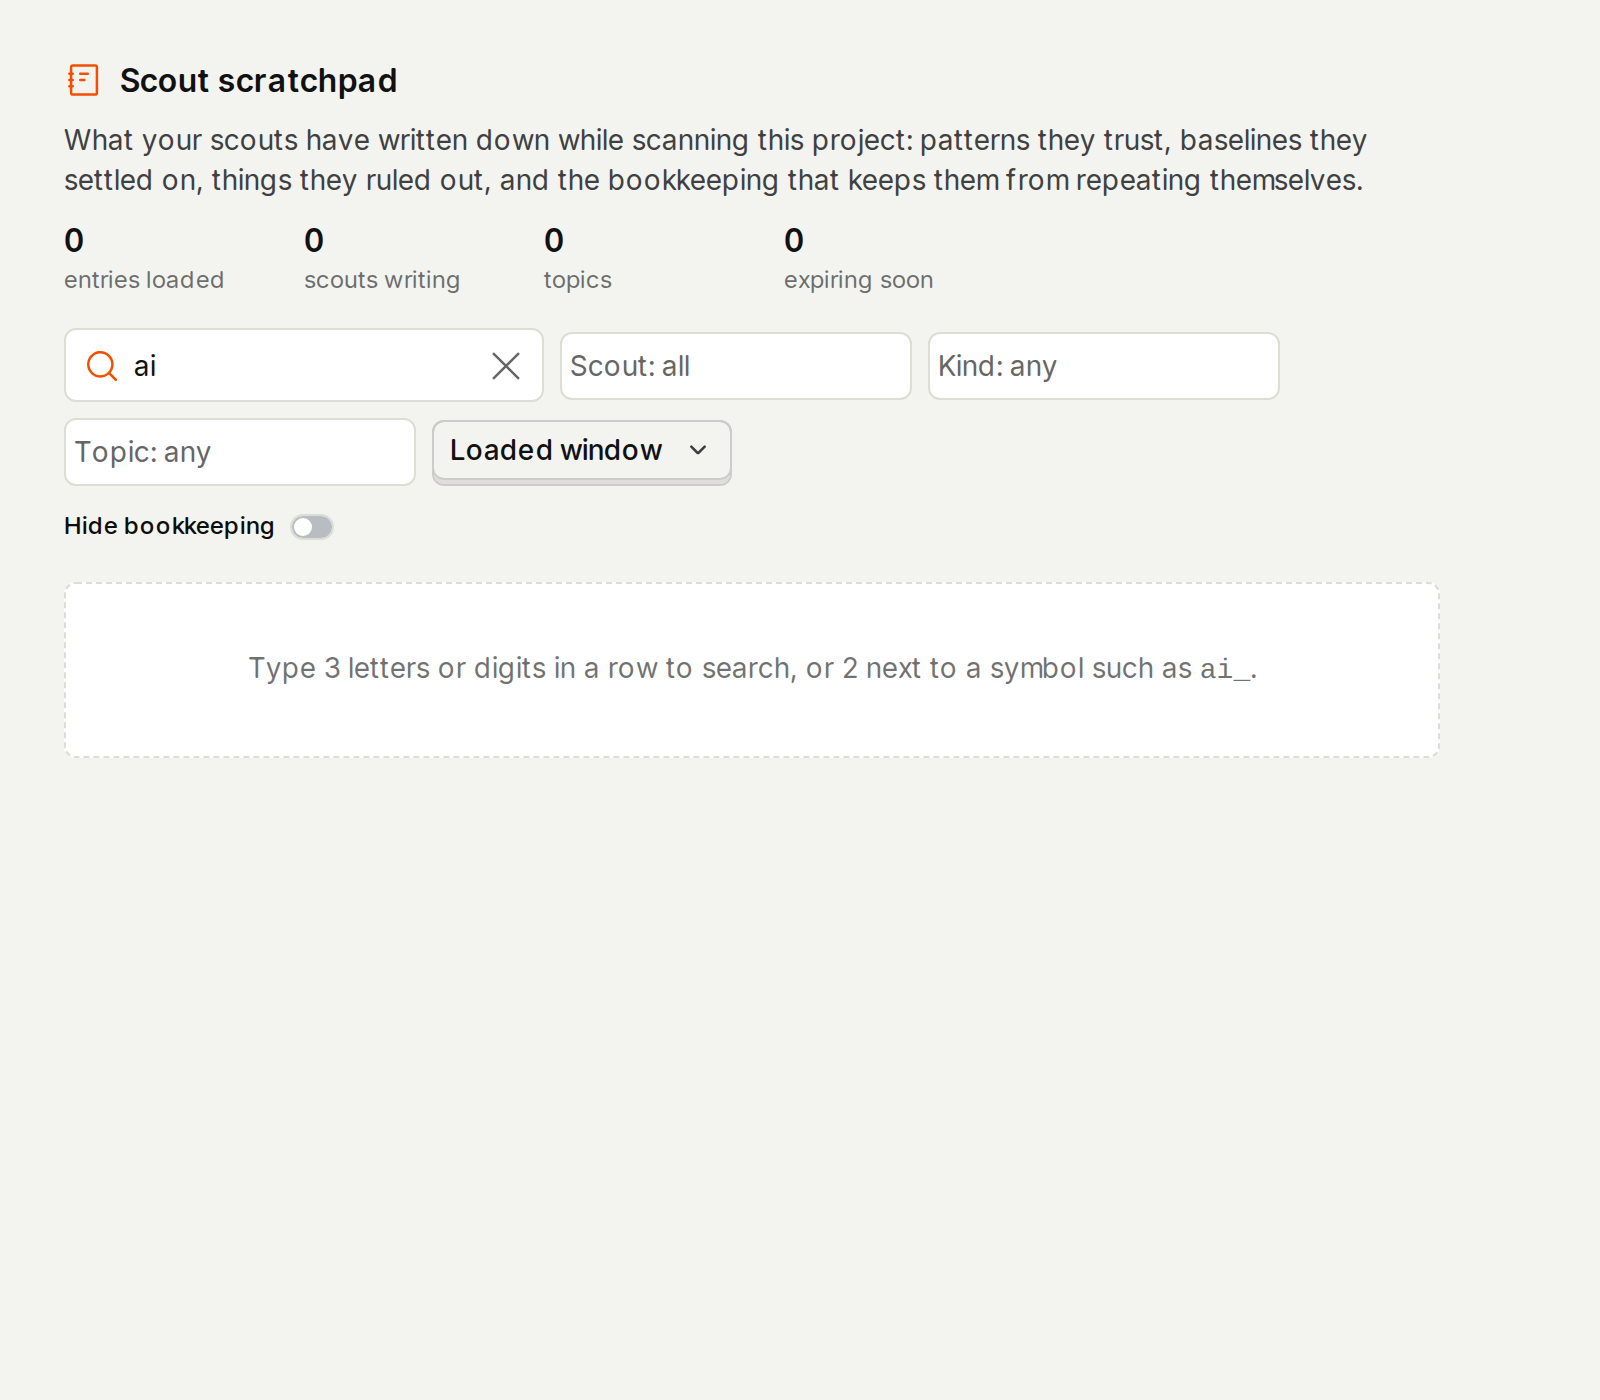 Scout scratchpad
What your scouts have written down while scanning this project: patterns they trust, baselines they
settled on, things they ruled out, and the bookkeeping that keeps them from repeating themselves.
0 0 0 0
entries loaded scouts writing topics expiring soon
ai Scout: all Kind: any
Topic: any Loaded window
Hide bookkeeping
Type 3 letters or digits in a row to search, or 2 next to a symbol such as ai_.